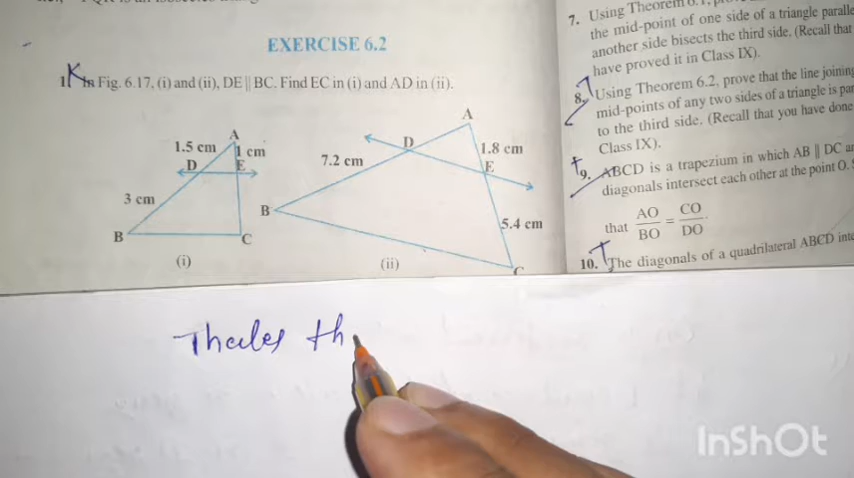 EXERCISE 6.2
1. In Fig. 6.17, (i) and (ii), DE || BC. Find EC in (i) and AD in (ii).
A
1.5 cm
1 cm
D
E
3 cm
B
C
(i)
A
D
1.8 cm
7.2 cm
E
B
5.4 cm
C
(ii)
7. Using Theorem 6.1,
the mid-point of one side of a triangle
another side bisects the third side. (Recall that
have proved it in Class IX).
8. Using Theorem 6.2, prove that the line joining
mid-points of any two sides of a triangle is
to the third side. (Recall that you have done
Class IX).
9. ABCD is a trapezium in which AB || DC
diagonals intersect each other at the point O.
that AO/BO = CO/DO.
10. The diagonals of a quadrilateral ABCD
Thales th
InShOt